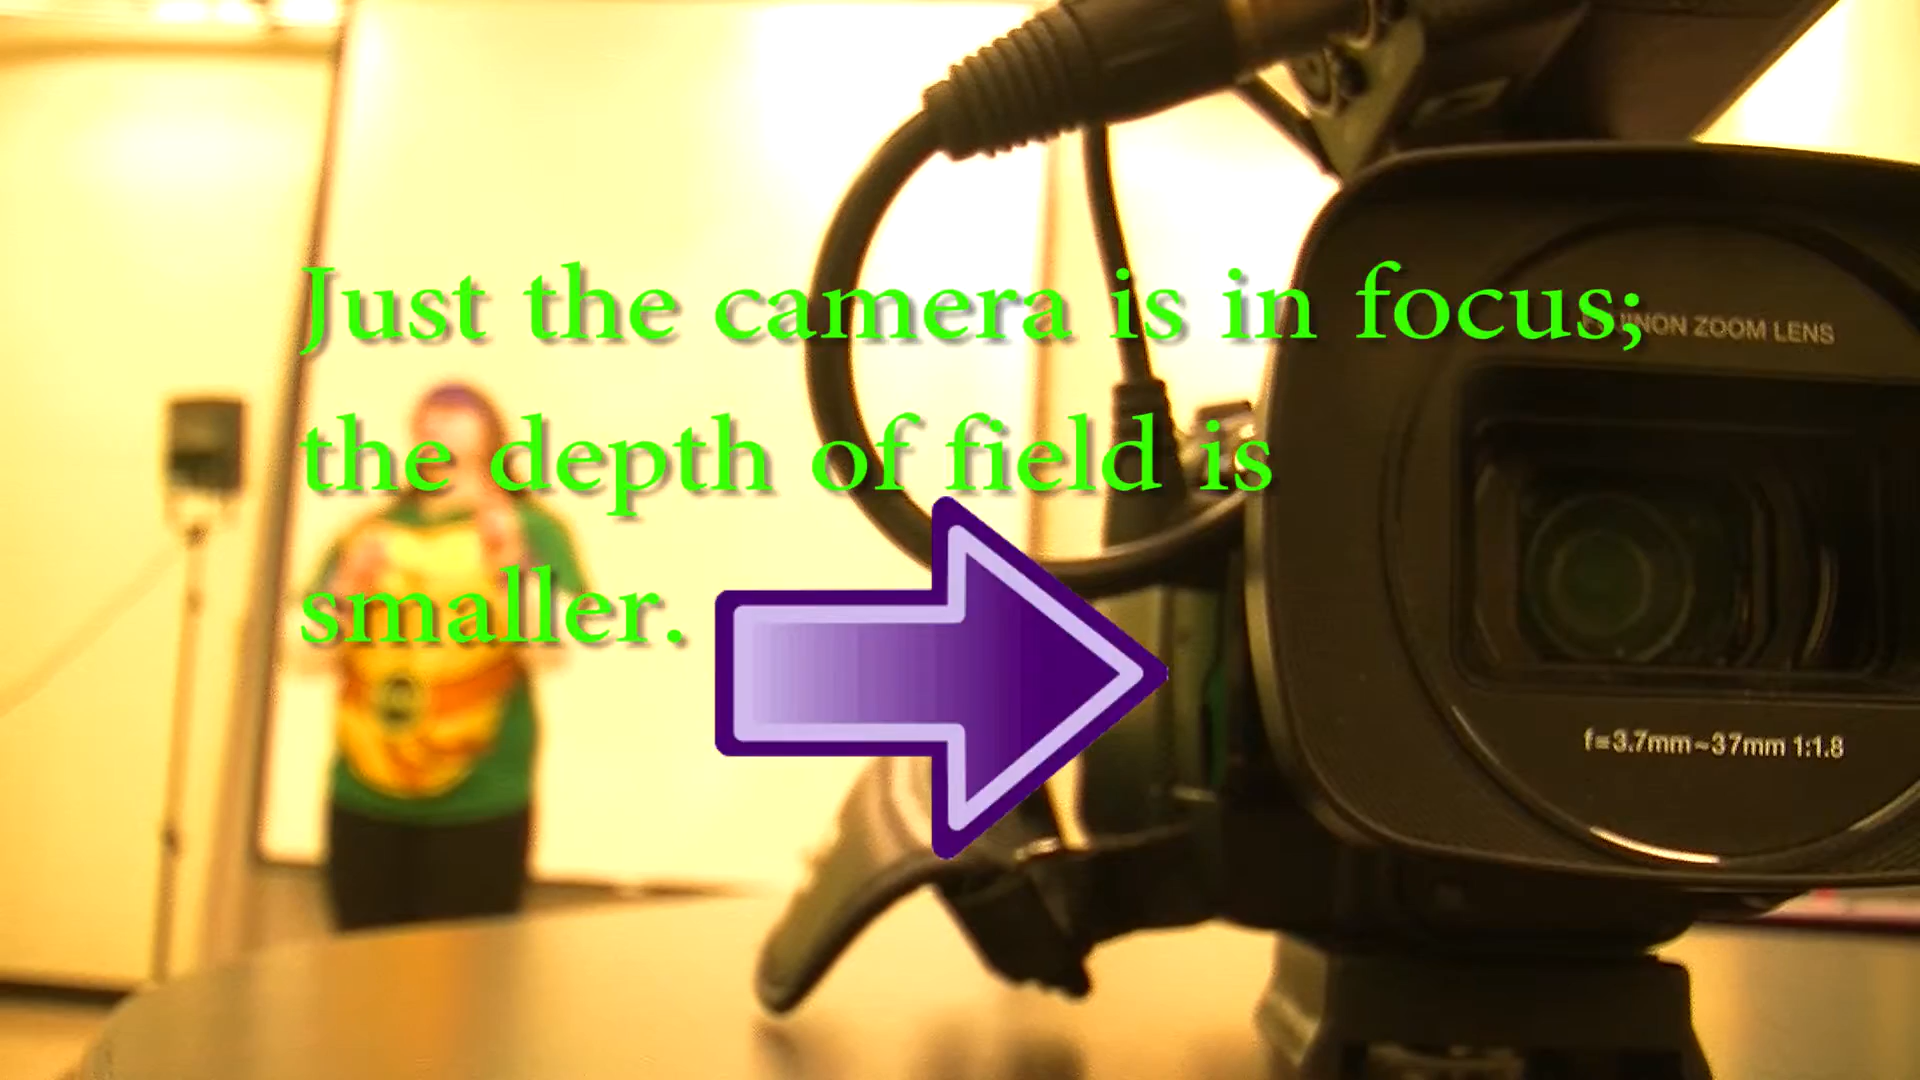 Just the camera is in focus;
the depth of field is
smaller.
ZOOM LENS
f=3.7mm~37mm 1:1.8